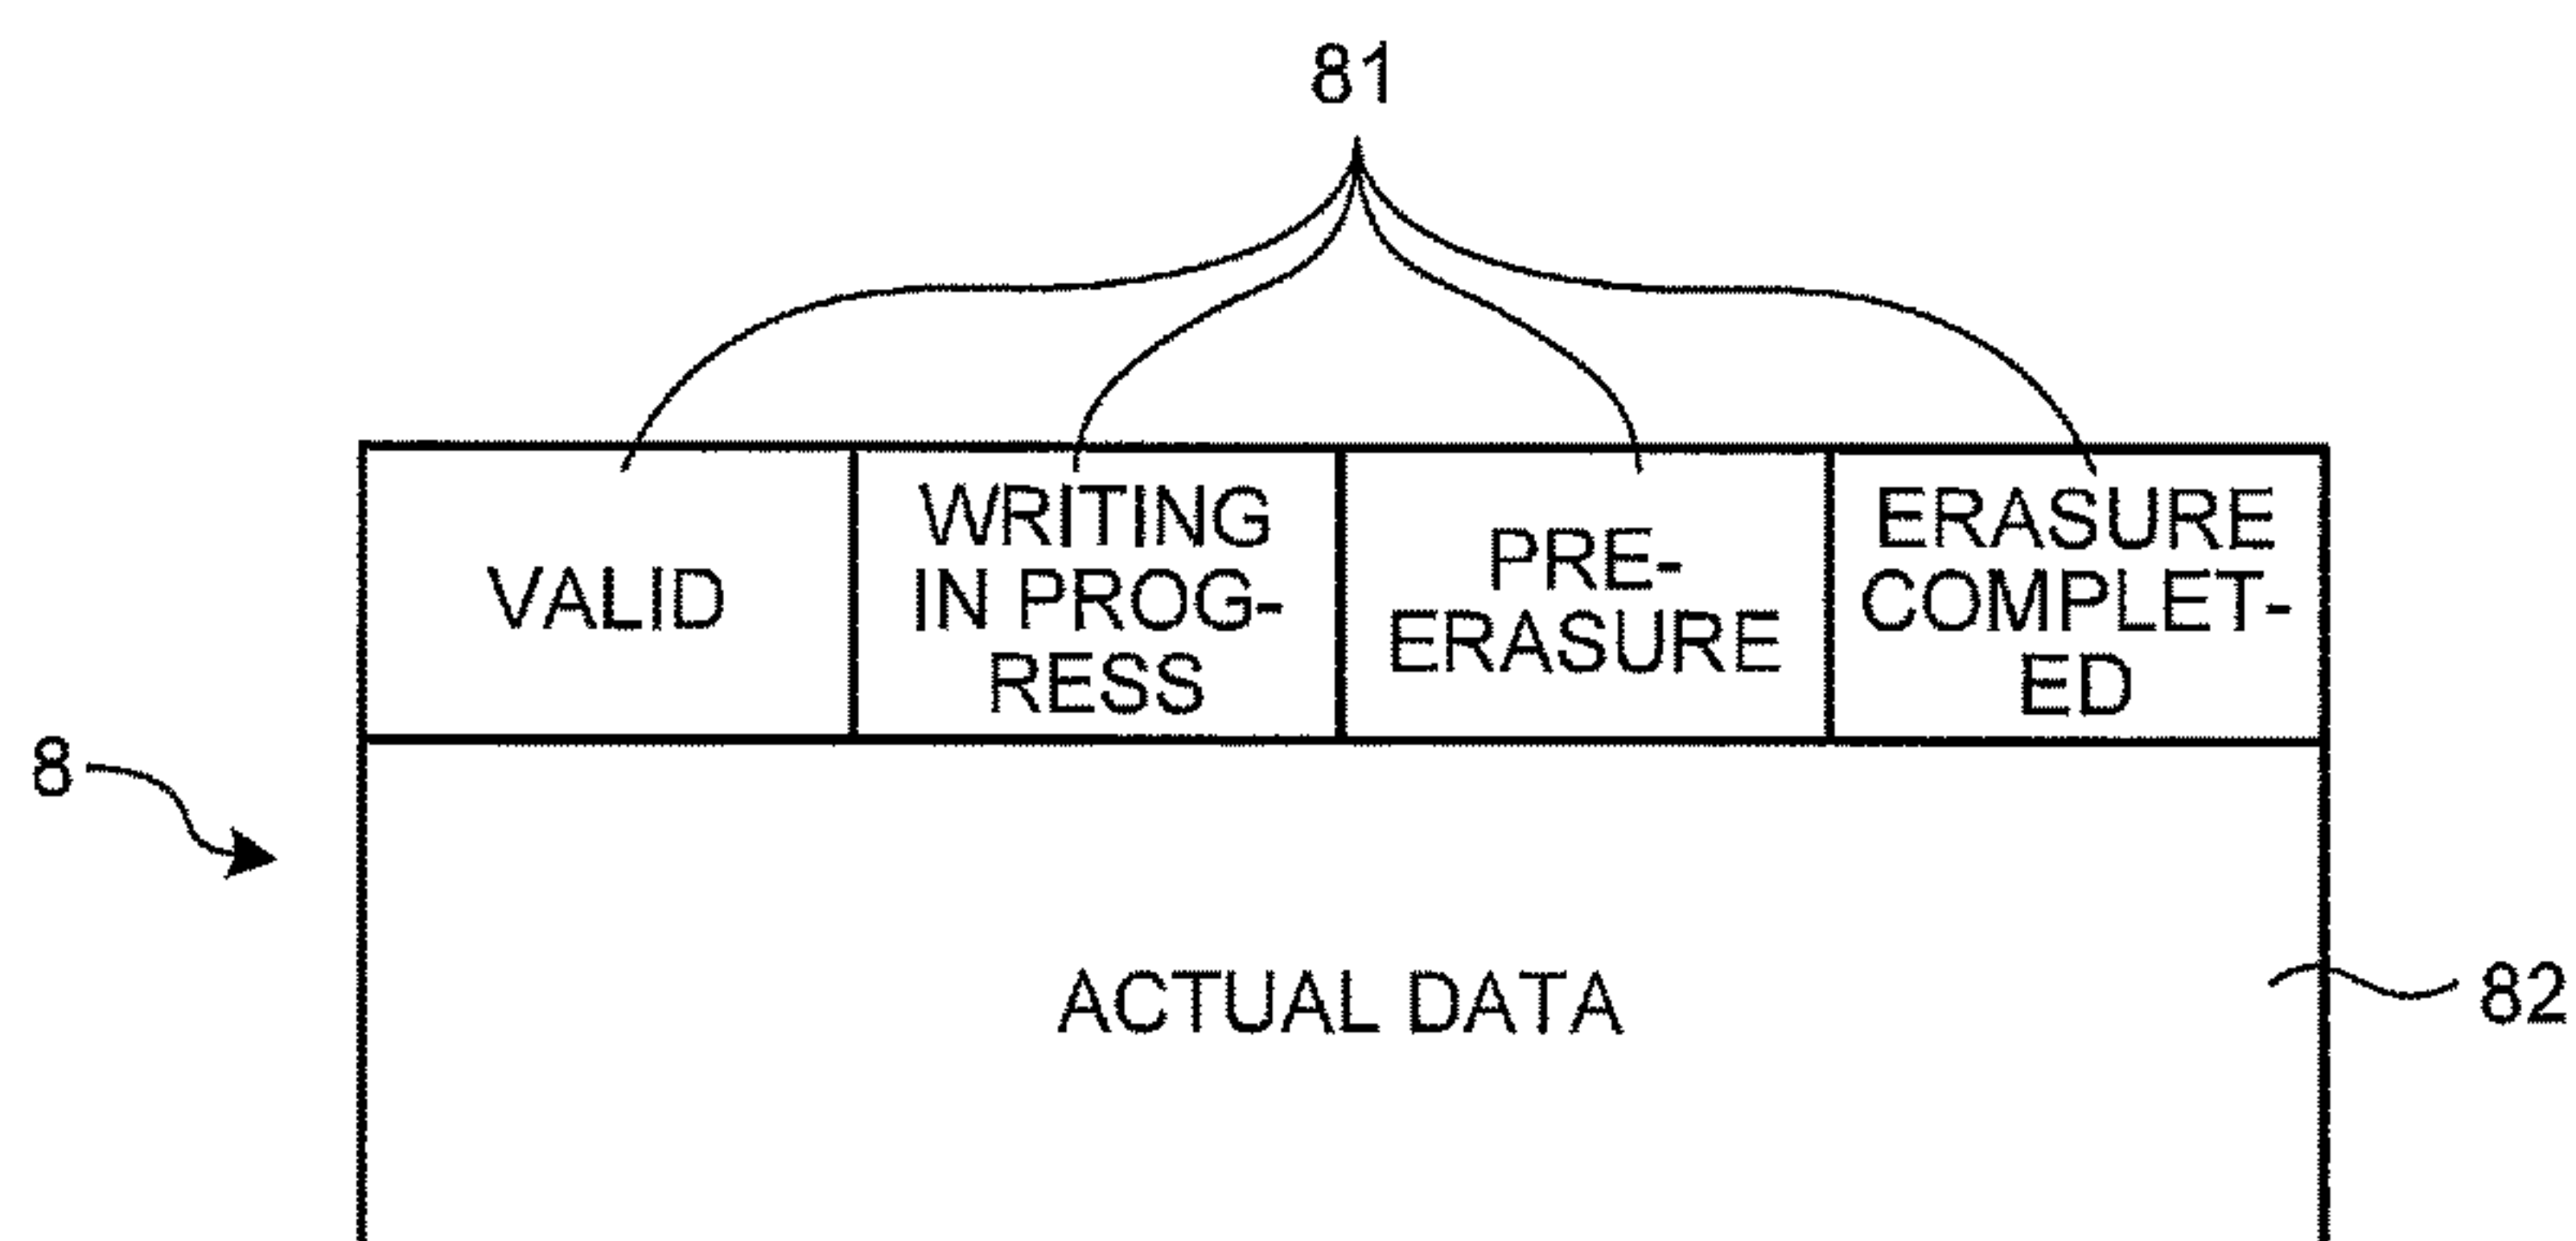 81
VALID
WRITING
IN PROG-
RESS
PRE-
ERASURE
ERASURE
COMPLET-
ED
8
ACTUAL DATA
82